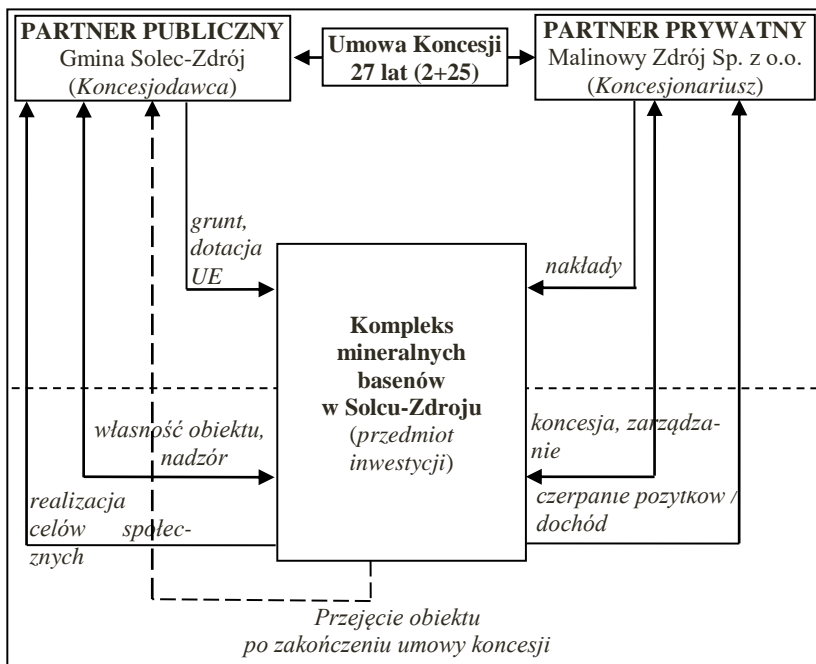 PARTNER PUBLICZNY
Gmina Solec-Zdrój
(Koncesjodawca)
Umowa Koncesji
27 lat (2+25)
PARTNER PRYWATNY
Malinowy Zdrój Sp. z o.o.
(Koncesjonariusz)
grunt,
dotacja
UE
nakłady
Kompleks
mineralnych
basenów
w Solcu-Zdroju
(przedmiot
inwestycji)
własność obiektu,
nadzór
koncesja, zarządza-
nie
czerpanie pożytków /
dochód
realizacja
celów społec-
znych
Przejęcie obiektu
po zakończeniu umowy koncesji